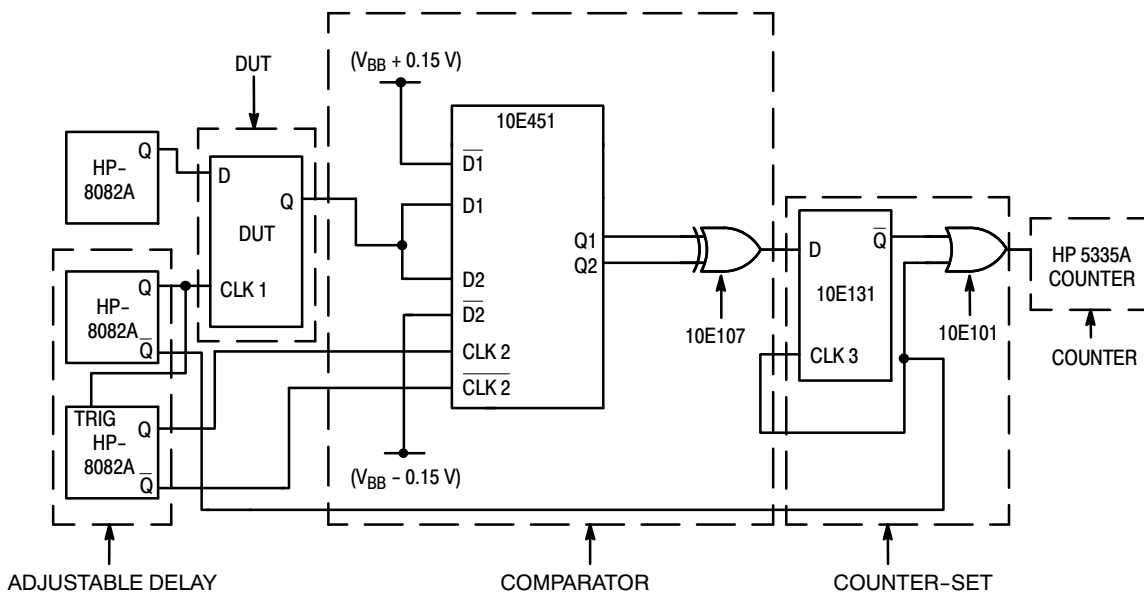 DUT
(VBB + 0.15 V)
10E451
Q
HP–
8082A
D
Q
DUT
CLK 1
D1
D1
D2
D2
CLK 2
CLK 2
Q1
Q2
10E107
D
Q
10E131
CLK 3
10E101
HP 5335A
COUNTER
COUNTER
Q
HP–
8082A
Q
TRIG
Q
HP–
8082A
Q
(VBB – 0.15 V)
ADJUSTABLE DELAY
COMPARATOR
COUNTER–SET